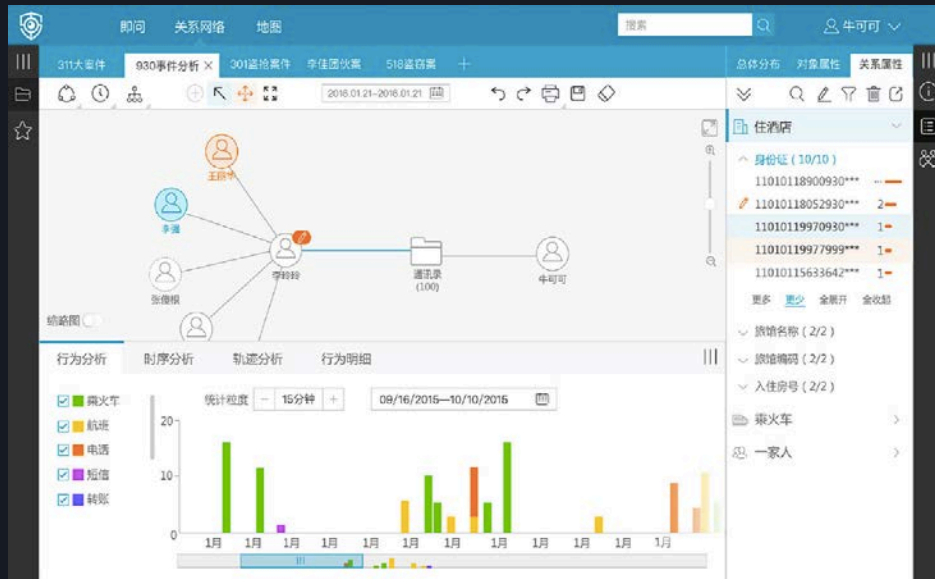 即问 关系网络 地图 搜索 牛可可
311大案件 930事件分析 × 301盗抢案件 李佳团伙案 518盗窃案 + 总体分布 对象属性 关系属性
2018.01.21-2018.01.21
住酒店
身份证 ( 10/10 )
11010118900930***
11010118052930*** 2
11010119970930*** 1
11010119977999*** 1
11010115633642*** 1
更多 更少 全展开 全收起
旅馆名称 ( 2/2 )
旅馆编码 ( 2/2 )
入住房号 ( 2/2 )
乘火车
一家人
王丽华
李强
张俊根
李玲玲
通讯录
(100)
牛可可
缩略图
行为分析 时序分析 轨迹分析 行为明细
乘火车
航班
电话
短信
转账
统计粒度 − 15分钟 + 09/16/2015—10/10/2015
20
10
0
1月 1月 1月 1月 1月 1月 1月 1月 1月 1月 1月 1月